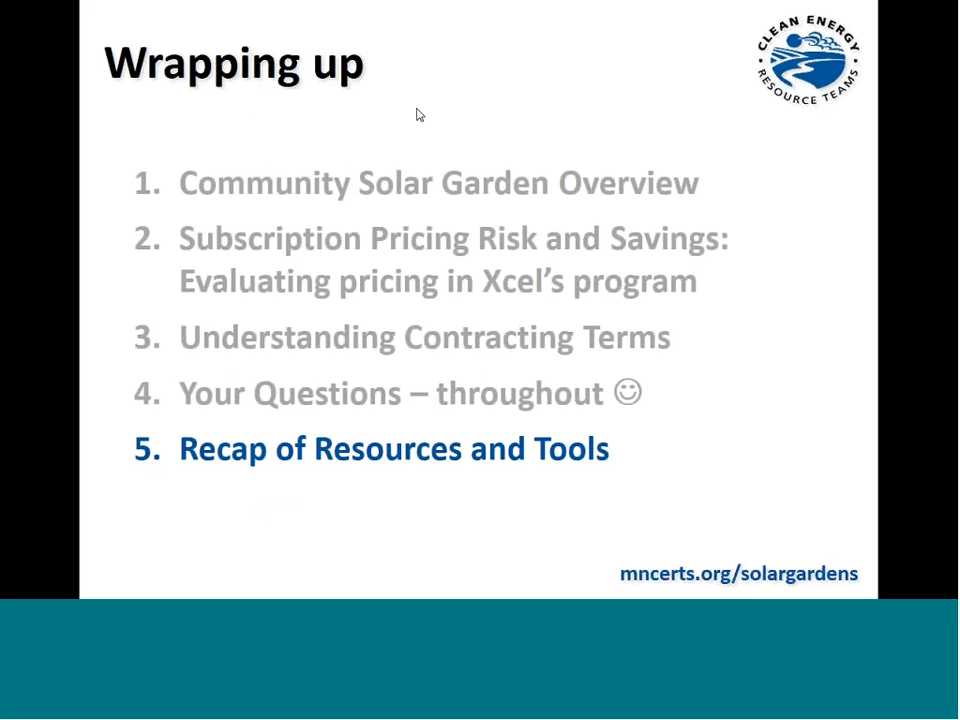 Wrapping up
CLEAN ENERGY
RESOURCE TEAMS
1. Community Solar Garden Overview
2. Subscription Pricing Risk and Savings:
Evaluating pricing in Xcel’s program
3. Understanding Contracting Terms
4. Your Questions – throughout ☺
5. Recap of Resources and Tools
mncerts.org/solargardens